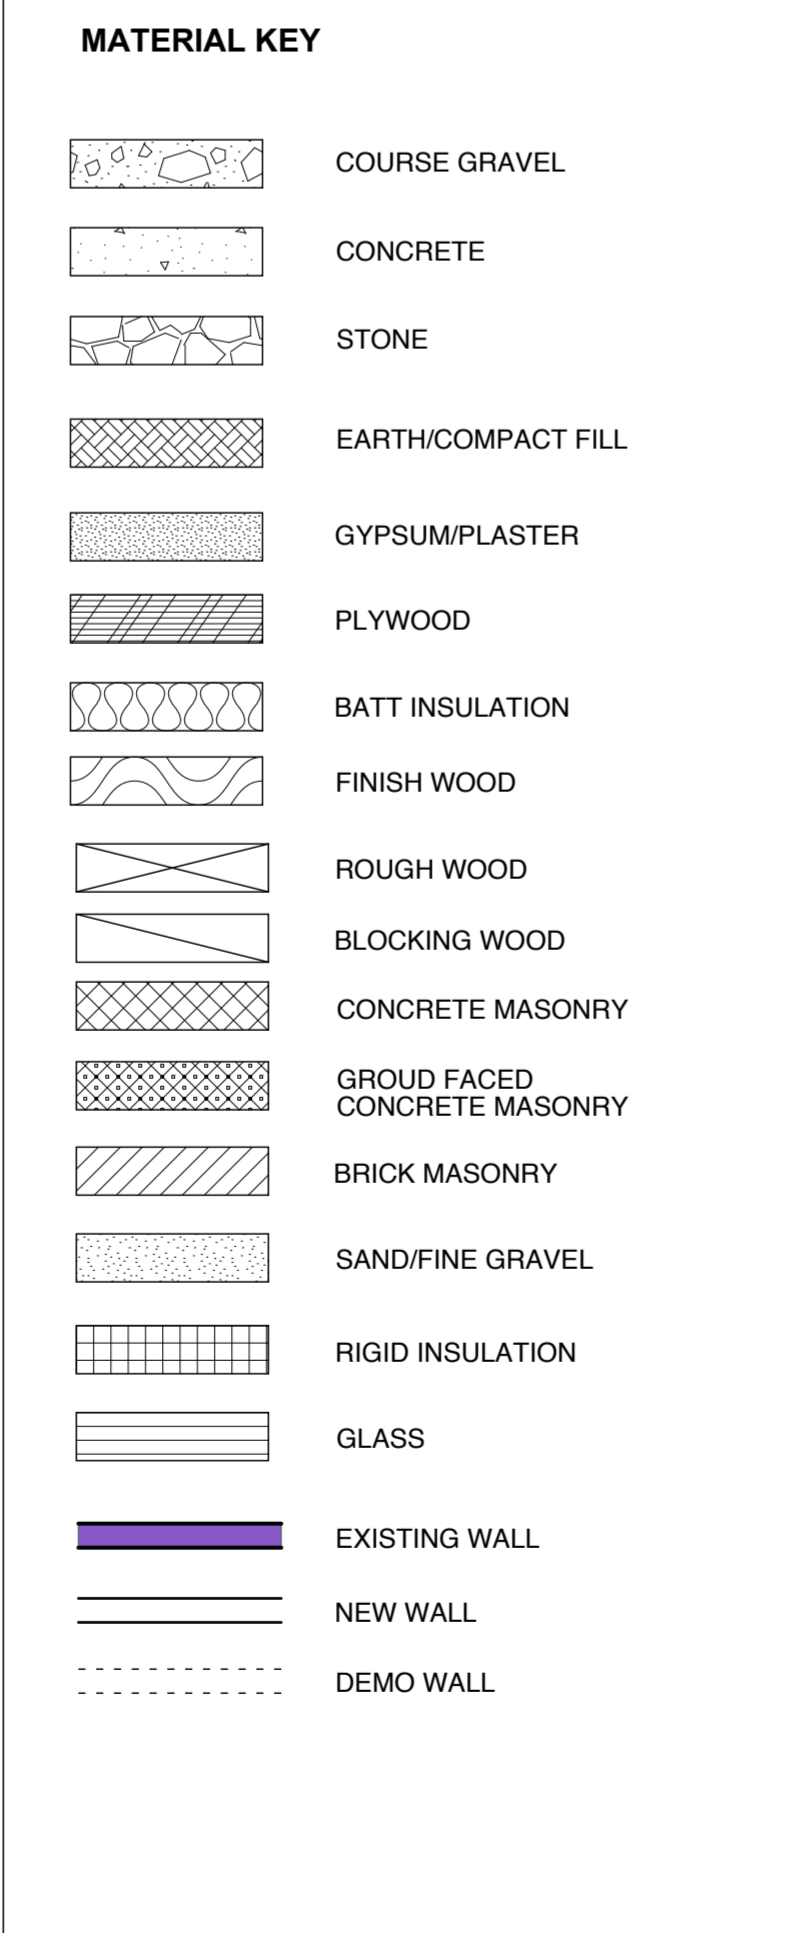 MATERIAL KEY
COURSE GRAVEL
CONCRETE
STONE
EARTH/COMPACT FILL
GYPSUM/PLASTER
PLYWOOD
BATT INSULATION
FINISH WOOD
ROUGH WOOD
BLOCKING WOOD
CONCRETE MASONRY
GROUD FACED
CONCRETE MASONRY
BRICK MASONRY
SAND/FINE GRAVEL
RIGID INSULATION
GLASS
EXISTING WALL
NEW WALL
DEMO WALL